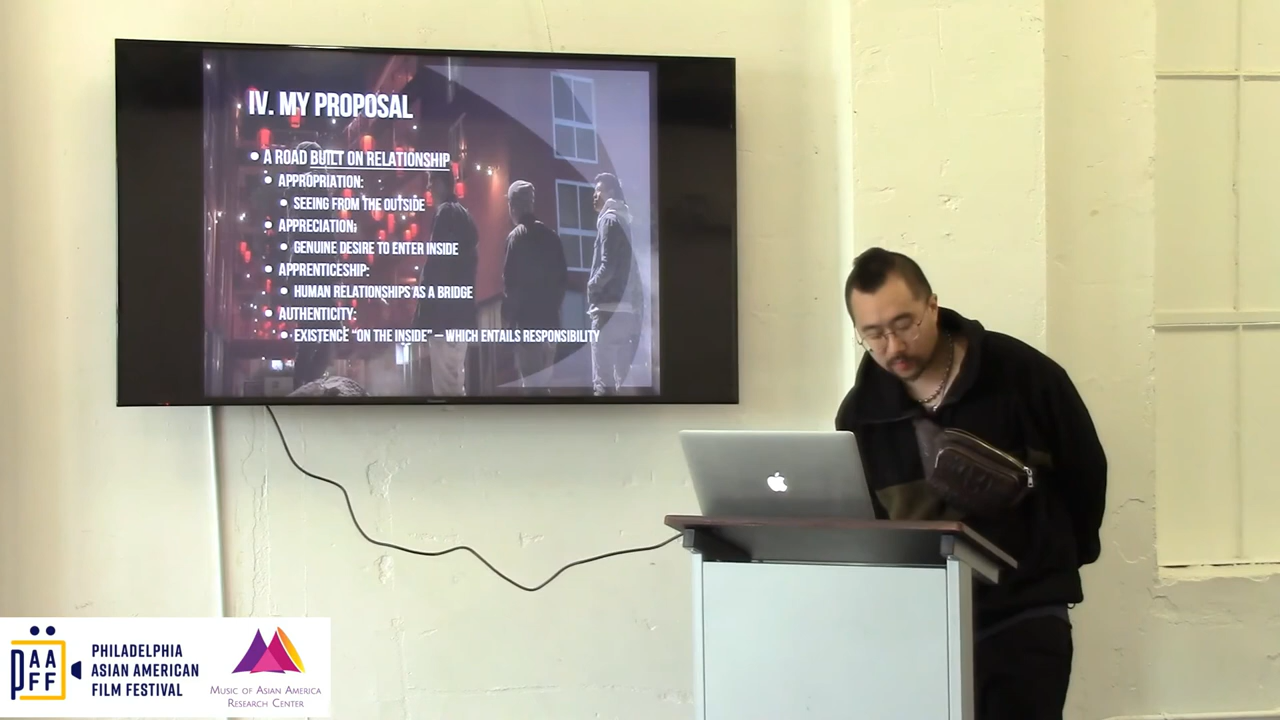 IV. MY PROPOSAL
• A ROAD BUILT ON RELATIONSHIP
• APPROPRIATION:
• SEEING FROM THE OUTSIDE
• APPRECIATION:
• GENUINE DESIRE TO ENTER INSIDE
• APPRENTICESHIP:
• HUMAN RELATIONSHIPS AS A BRIDGE
• AUTHENTICITY:
• EXISTENCE "ON THE INSIDE" – WHICH ENTAILS RESPONSIBILITY
PAAFF
PHILADELPHIA
ASIAN AMERICAN
FILM FESTIVAL
MUSIC OF ASIAN AMERICA
RESEARCH CENTER